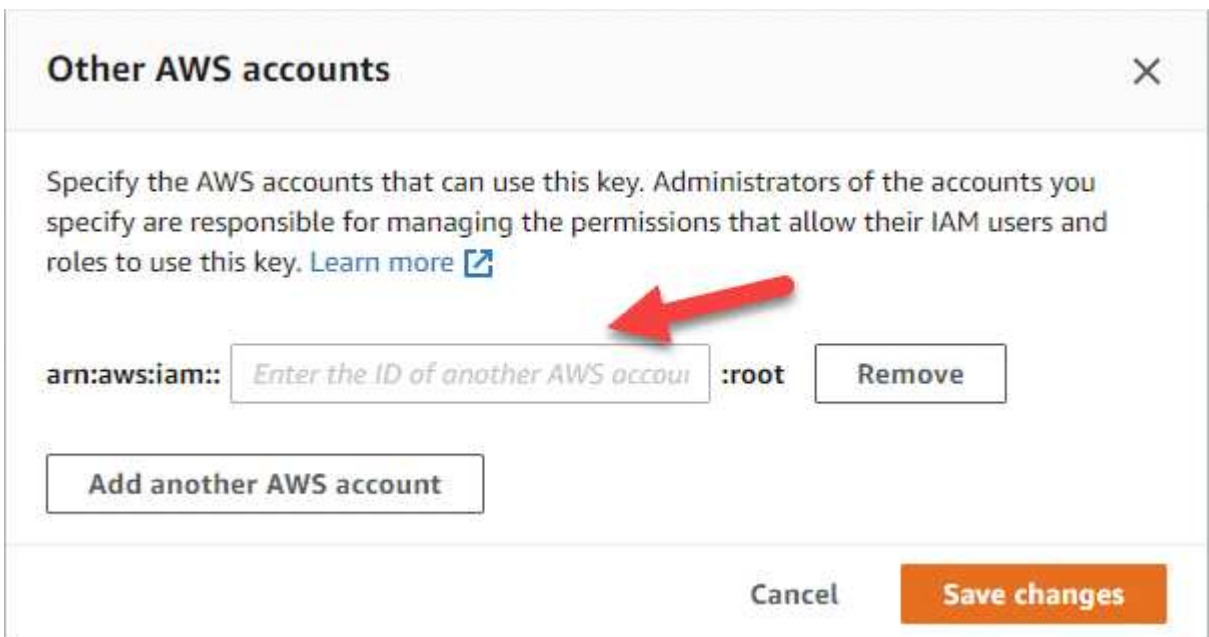 Other AWS accounts
Specify the AWS accounts that can use this key. Administrators of the accounts you
specify are responsible for managing the permissions that allow their IAM users and
roles to use this key. Learn more
arn:aws:iam:: Enter the ID of another AWS accou :root Remove
Add another AWS account
Cancel Save changes